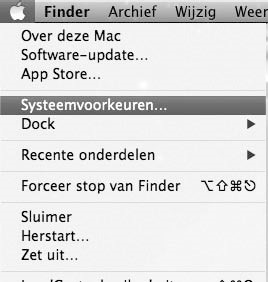 Finder Archief Wijzig
Over deze Mac
Software-update...
App Store...
Systeemvoorkeuren...
Dock
Recente onderdelen
Forceer stop van Finder ⌥⇧⌘⎋
Sluimer
Herstart...
Zet uit...